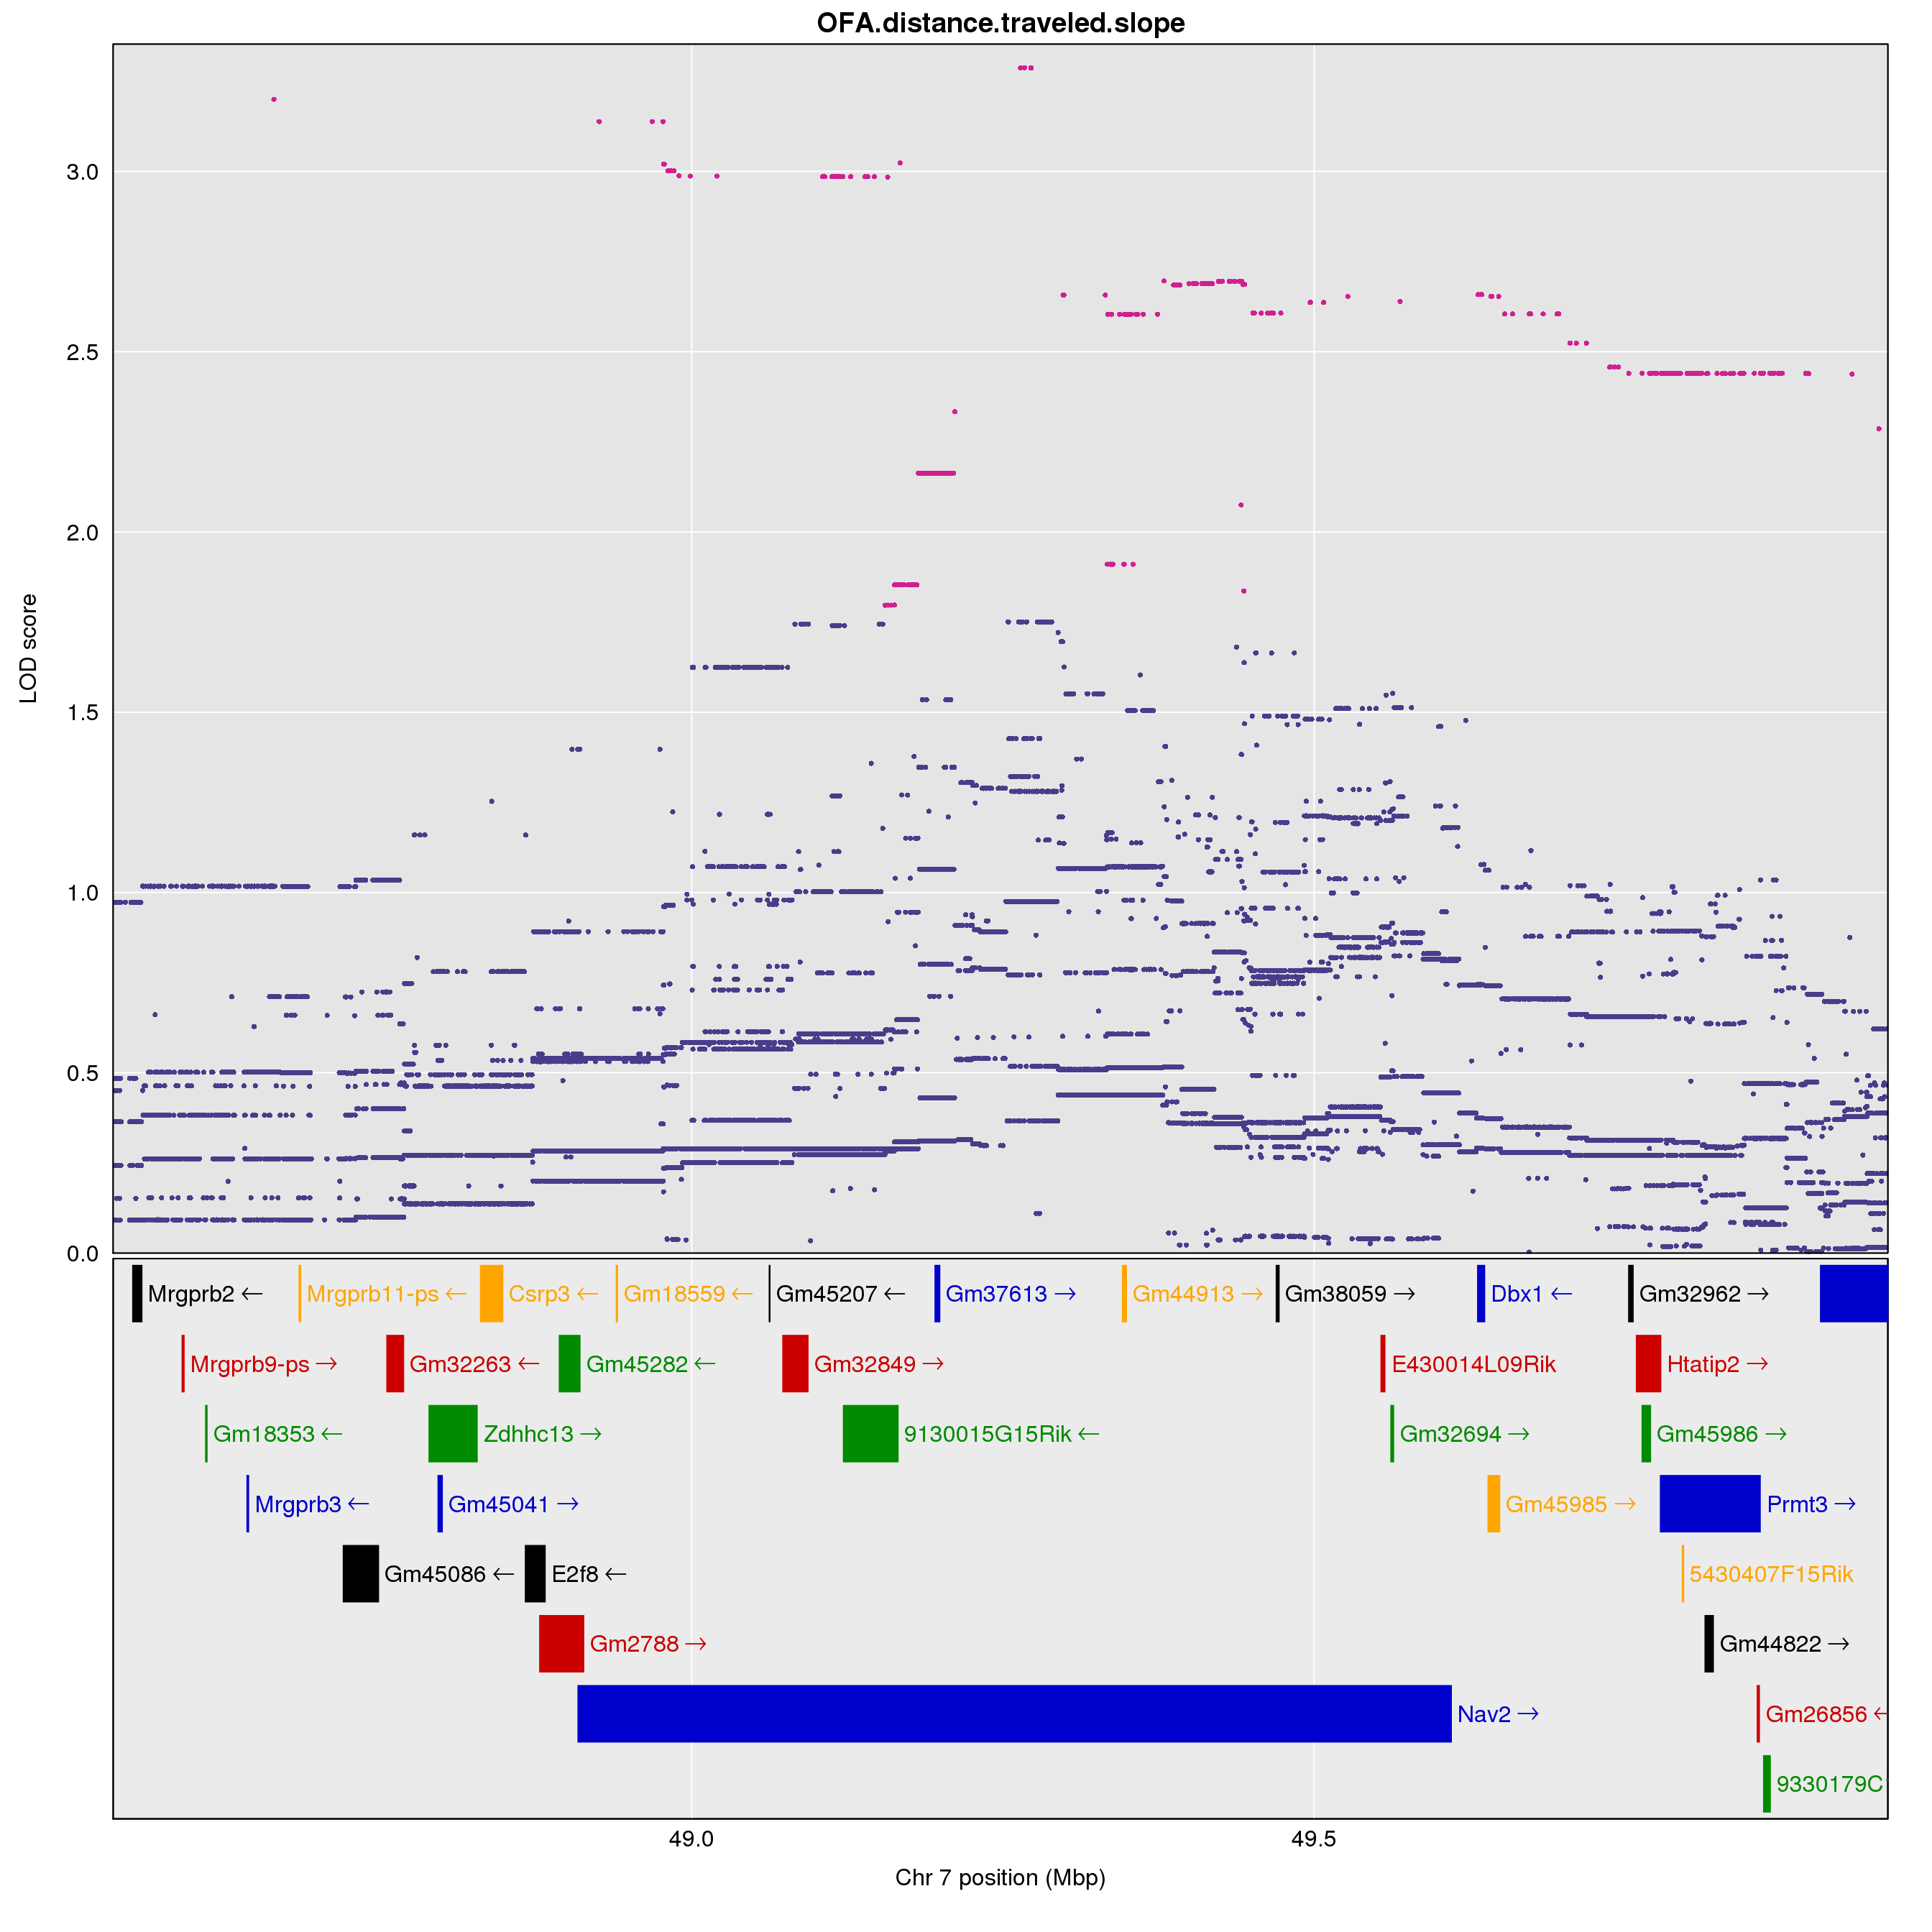 OFA.distance.traveled.slope
LOD score
3.0
2.5
2.0
1.5
1.0
0.5
0.0
Mrgprb2 ← Mrgprb11-ps ← Csrp3 ← Gm18559 ← Gm45207 ← Gm37613 → Gm44913 → Gm38059 → Dbx1 ← Gm32962 →
Mrgprb9-ps → Gm32263 ← Gm45282 ← Gm32849 → E430014L09Rik Htatip2 →
Gm18353 ← Zdhhc13 → 9130015G15Rik ← Gm32694 → Gm45986 →
Mrgprb3 ← Gm45041 → Gm45985 → Prmt3 →
Gm45086 ← E2f8 ← 5430407F15Rik
Gm2788 → Gm44822 →
Nav2 → Gm26856 ←
9330179C
49.0 49.5
Chr 7 position (Mbp)